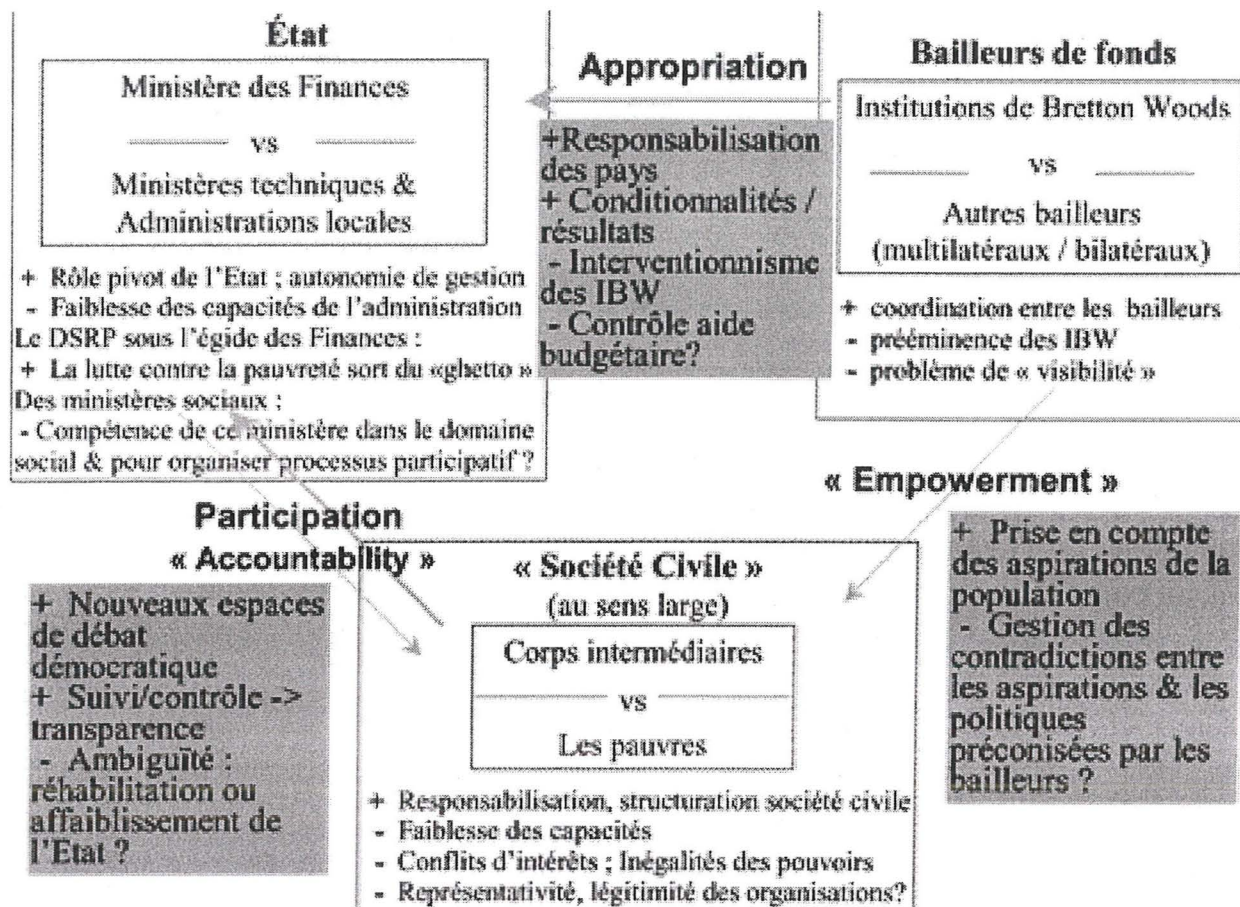 État
Ministère des Finances
vs
Ministères techniques &
Administrations locales
+ Rôle pivot de l'Etat ; autonomie de gestion
- Faiblesse des capacités de l'administration
Le DSRP sous l'égide des Finances :
+ La lutte contre la pauvreté sort du «ghetto »
Des ministères sociaux :
- Compétence de ce ministère dans le domaine
social & pour organiser processus participatif ?
Appropriation
+Responsabilisation
des pays
+ Conditionnalités /
résultats
- Interventionnisme
des IBW
- Contrôle aide
budgétaire?
Bailleurs de fonds
Institutions de Bretton Woods
vs
Autres bailleurs
(multilatéraux / bilatéraux)
+ coordination entre les bailleurs
- prééminence des IBW
- problème de « visibilité »
Participation
« Accountability »
+ Nouveaux espaces
de débat
démocratique
+ Suivi/contrôle ->
transparence
- Ambiguïté :
réhabilitation ou
affaiblissement de
l'Etat ?
« Société Civile »
(au sens large)
Corps intermédiaires
vs
Les pauvres
+ Responsabilisation, structuration société civile
- Faiblesse des capacités
- Conflits d'intérêts ; Inégalités des pouvoirs
- Représentativité, légitimité des organisations?
« Empowerment »
+ Prise en compte
des aspirations de la
population
- Gestion des
contradictions entre
les aspirations & les
politiques
préconisées par les
bailleurs ?